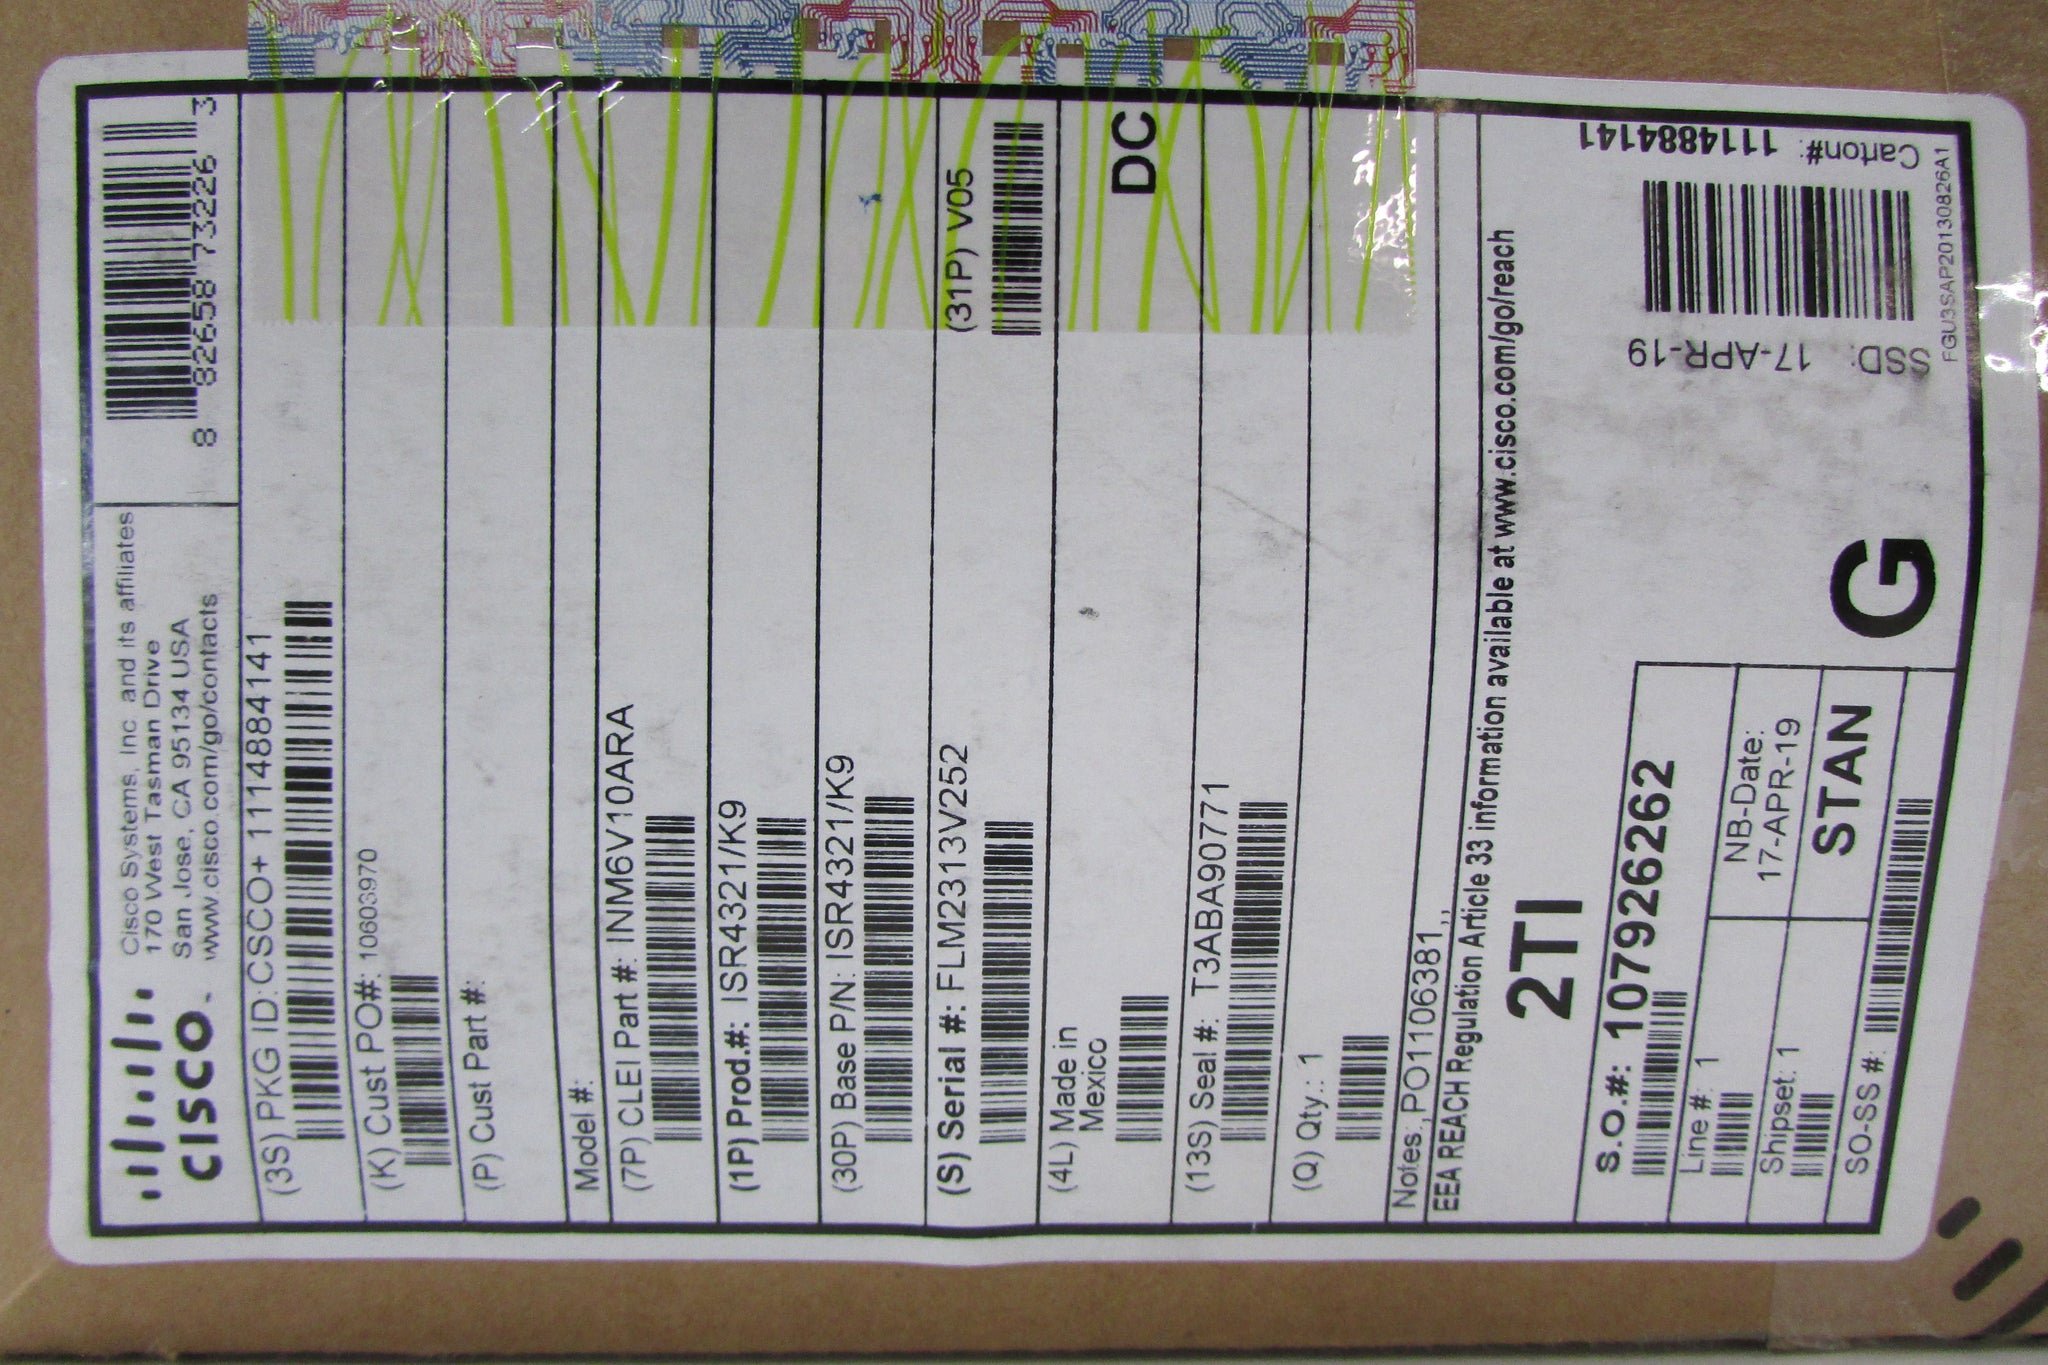 CISCO
Cisco Systems, Inc. and its affiliates
170 West Tasman Drive
San Jose, CA 95134 USA
www.cisco.com/go/contacts
8 82658 73226 3
(3S) PKG ID:CSCO+ 1114884141
(K) Cust PO#: 10603970
(P) Cust Part #:
Model #:
(7P) CLEI Part #: INM6V10ARA
(1P) Prod.#: ISR4321/K9
(30P) Base P/N: ISR4321/K9
(S) Serial #: FLM2313V252
(31P) V05
(4L) Made in
Mexico
DC
(13S) Seal #: T3ABA90771
(Q) Qty.: 1
Notes:,PO1106381,,
EEA REACH Regulation Article 33 information available at www.cisco.com/go/reach
2TI
S.O.#: 107926262
Line #: 1
NB-Date:
17-APR-19
Shipset: 1
STAN
SO-SS #:
G
Carton#: 1114884141
SSD: 17-APR-19
FGU3SAP20130826A1